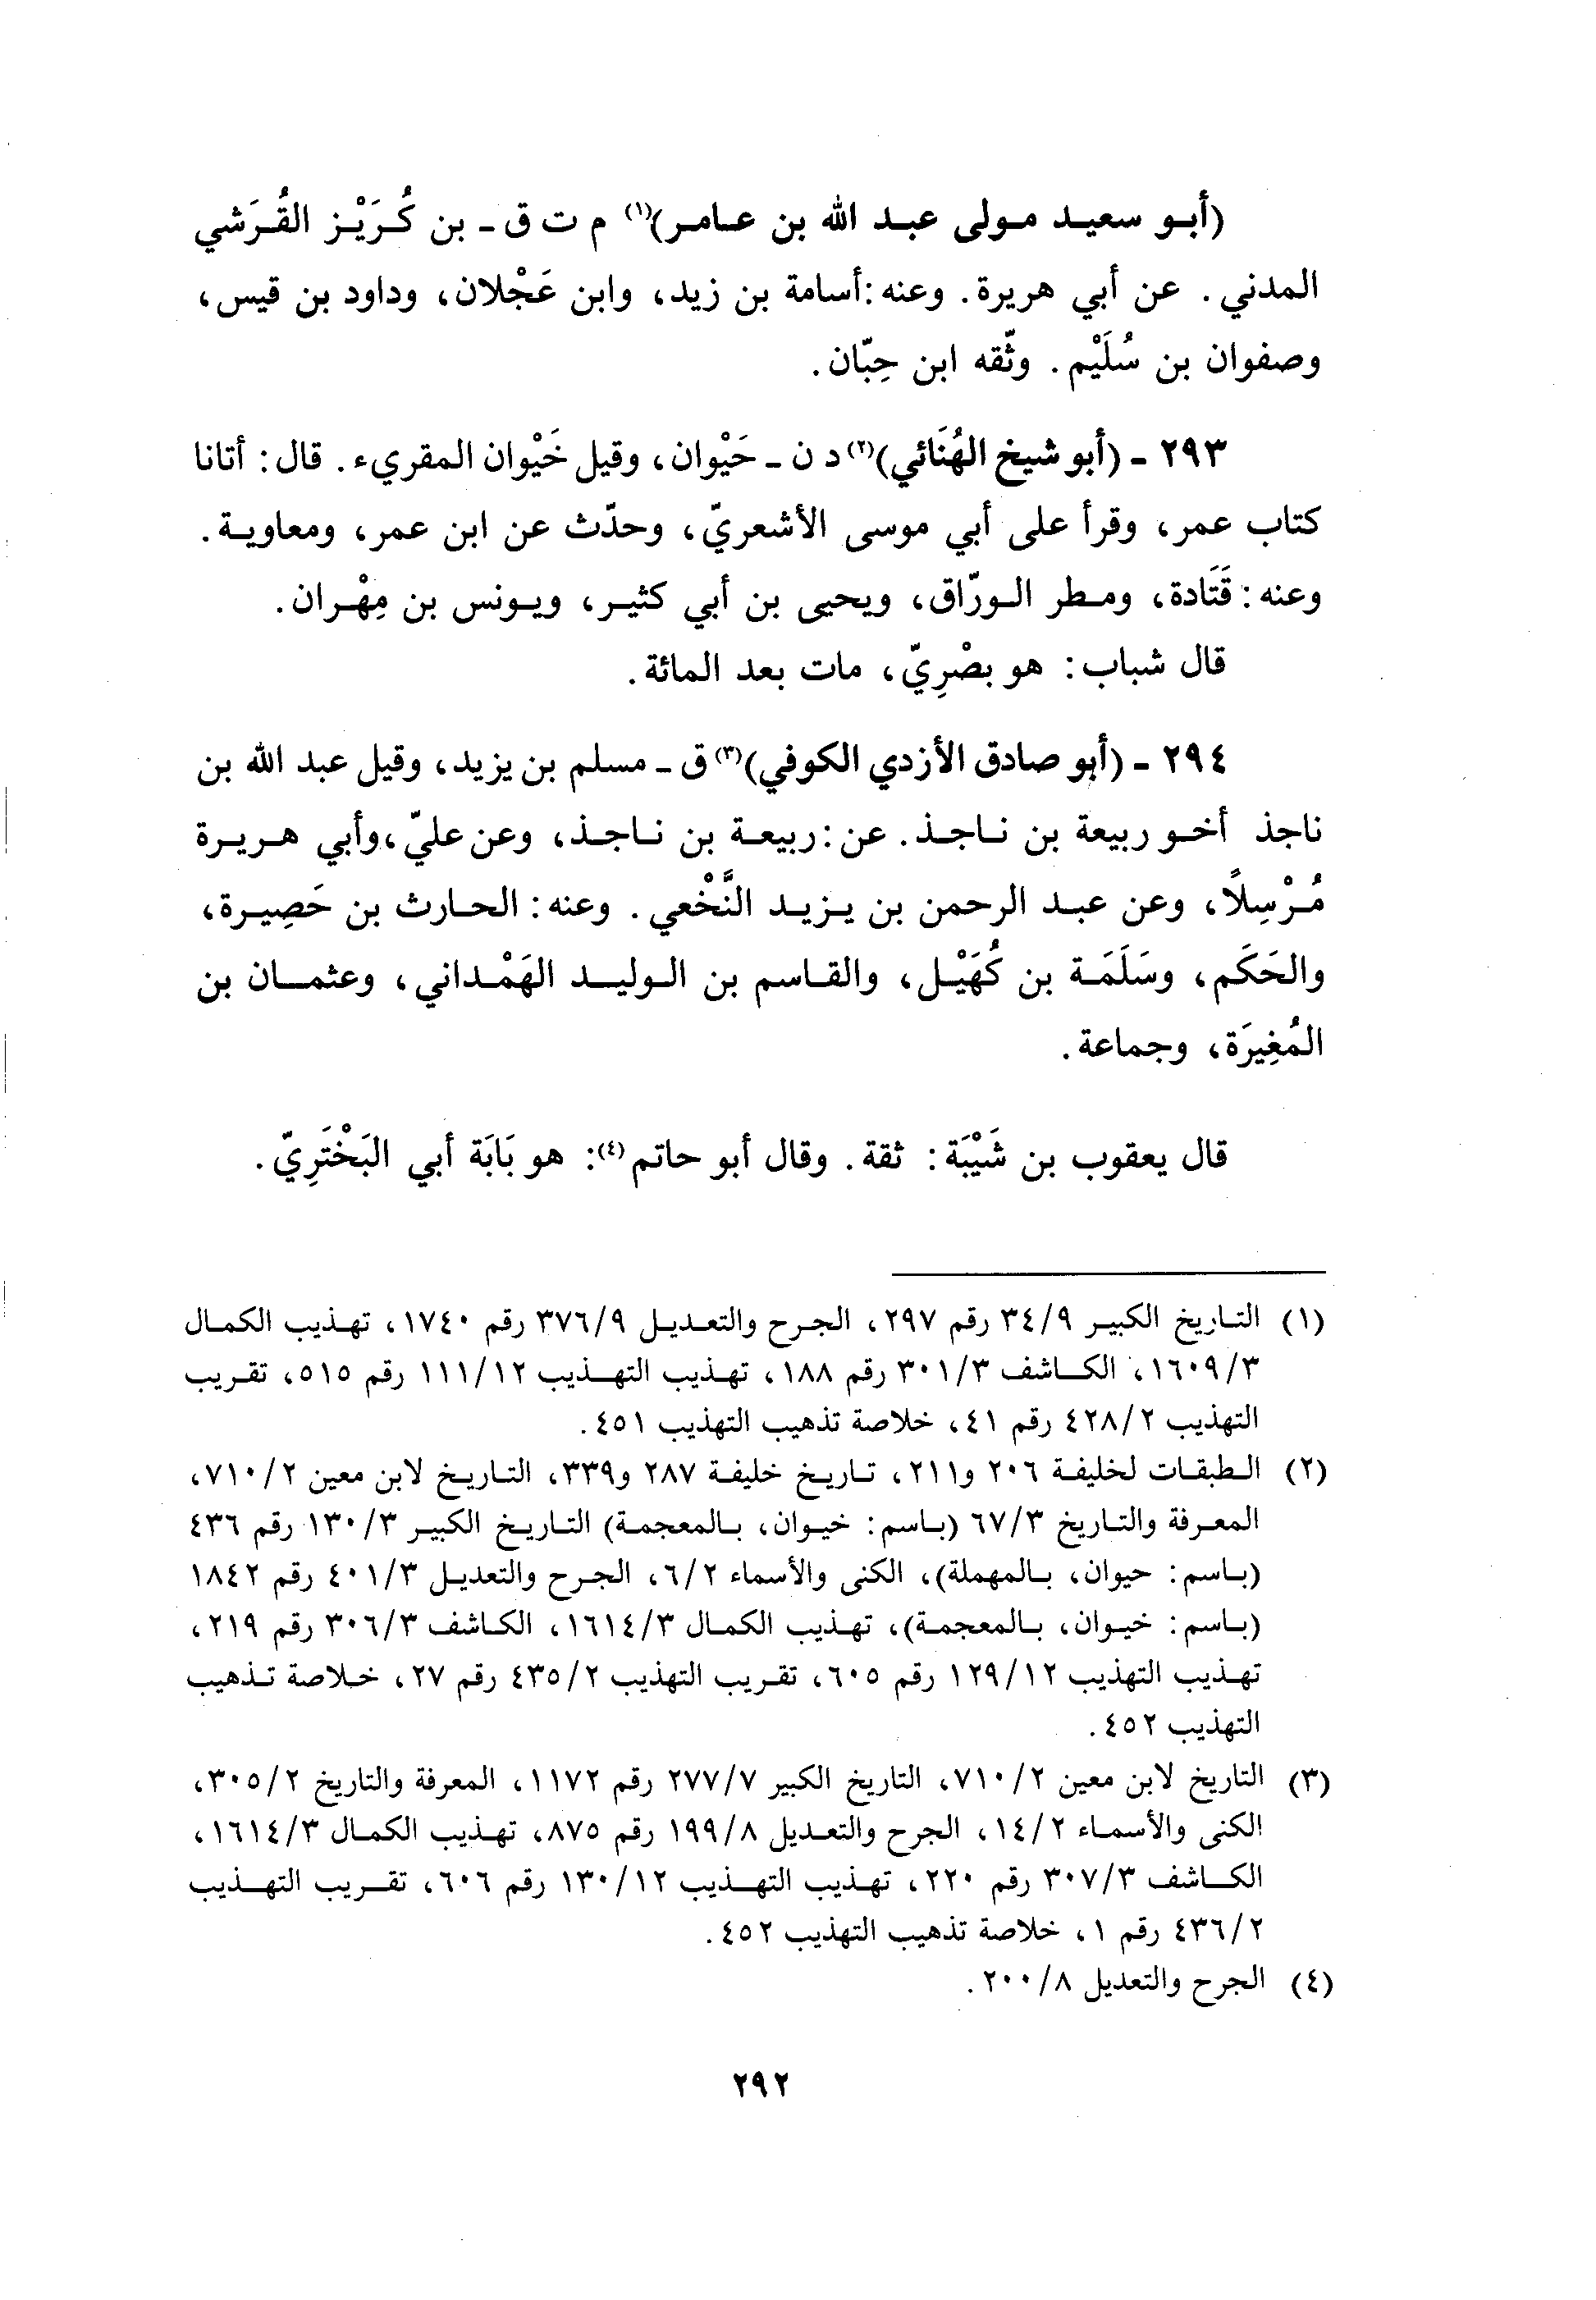 (أبو سعيد مولى عبد الله بن عامر)(١) م ت ق ـ بن كُرَيْز القُرَشي
المدني. عن أبي هريرة. وعنه: أسامة بن زيد، وابن عَجْلان، وداود بن قيس،
وصفوان بن سُلَيْم. وثّقه ابن حِبّان.
٢٩٣ ـ (أبو شيخ الهُنَائي)(٢) د ن ـ حَيْوان، وقيل خَيْوان المقريء. قال: أتانا
كتاب عمر، وقرأ على أبي موسى الأشعريّ، وحدّث عن ابن عمر، ومعاوية.
وعنه: قَتَادة، ومطر الورّاق، ويحيى بن أبي كثير، ويونس بن مِهْران.
قال شباب: هو بصْرِيّ، مات بعد المائة.
٢٩٤ ـ (أبو صادق الأزدي الكوفي)(٣) ق ـ مسلم بن يزيد، وقيل عبد الله بن
ناجذ أخو ربيعة بن ناجذ. عن: ربيعة بن ناجذ، وعن عليّ، وأبي هريرة
مُرْسِلاً، وعن عبد الرحمن بن يزيد النَّخْعي. وعنه: الحارث بن حَصِيرة،
والحَكَم، وسَلَمَة بن كُهَيْل، والقاسم بن الوليد الهَمْداني، وعثمان بن
المُغِيرَة، وجماعة.
قال يعقوب بن شَيْبَة: ثقة. وقال أبو حاتم(٤): هو بَابَة أبي البَخْتَرِيّ.
(١) التاريخ الكبير ٣٤/٩ رقم ٢٩٧، الجرح والتعديل ٣٧٦/٩ رقم ١٧٤٠، تهذيب الكمال
١٦٠٩/٣، الكاشف ٣٠١/٣ رقم ١٨٨، تهذيب التهذيب ١١١/١٢ رقم ٥١٥، تقريب
التهذيب ٤٢٨/٢ رقم ٤١، خلاصة تذهيب التهذيب ٤٥١.
(٢) الطبقات لخليفة ٢٠٦ و٢١١، تاريخ خليفة ٢٨٧ و٣٣٩، التاريخ لابن معين ٧١٠/٢،
المعرفة والتاريخ ٦٧/٣ (باسم: خيوان، بالمعجمة) التاريخ الكبير ١٣٠/٣ رقم ٤٣٦
(باسم: حيوان، بالمهملة)، الكنى والأسماء ٦/٢، الجرح والتعديل ٤٠١/٣ رقم ١٨٤٢
(باسم: خيوان، بالمعجمة)، تهذيب الكمال ١٦١٤/٣، الكاشف ٣٠٦/٣ رقم ٢١٩،
تهذيب التهذيب ١٢٩/١٢ رقم ٦٠٥، تقريب التهذيب ٤٣٥/٢ رقم ٢٧، خلاصة تذهيب
التهذيب ٤٥٢.
(٣) التاريخ لابن معين ٧١٠/٢، التاريخ الكبير ٢٧٧/٧ رقم ١١٧٢، المعرفة والتاريخ ٣٠٥/٢،
الكنى والأسماء ١٤/٢، الجرح والتعديل ١٩٩/٨ رقم ٨٧٥، تهذيب الكمال ١٦١٤/٣،
الكاشف ٣٠٧/٣ رقم ٢٢٠، تهذيب التهذيب ١٣٠/١٢ رقم ٦٠٦، تقريب التهذيب
٤٣٦/٢ رقم ١، خلاصة تذهيب التهذيب ٤٥٢.
(٤) الجرح والتعديل ٢٠٠/٨.
٢٩٢